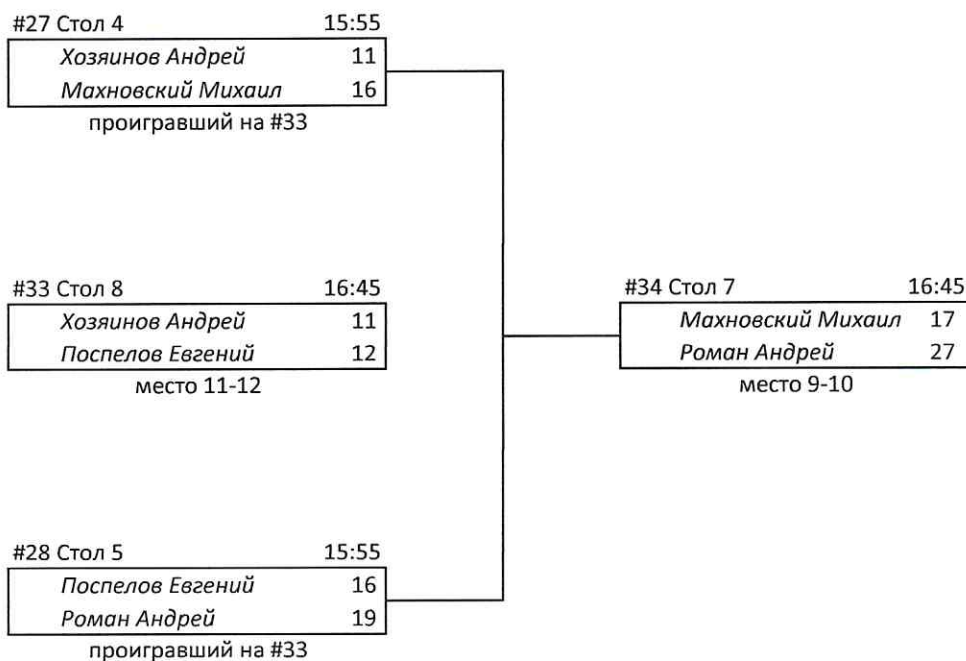 #27 Стол 4 15:55
Хозяинов Андрей 11
Махновский Михаил 16
проигравший на #33
#33 Стол 8 16:45
Хозяинов Андрей 11
Поспелов Евгений 12
место 11-12
#34 Стол 7 16:45
Махновский Михаил 17
Роман Андрей 27
место 9-10
#28 Стол 5 15:55
Поспелов Евгений 16
Роман Андрей 19
проигравший на #33